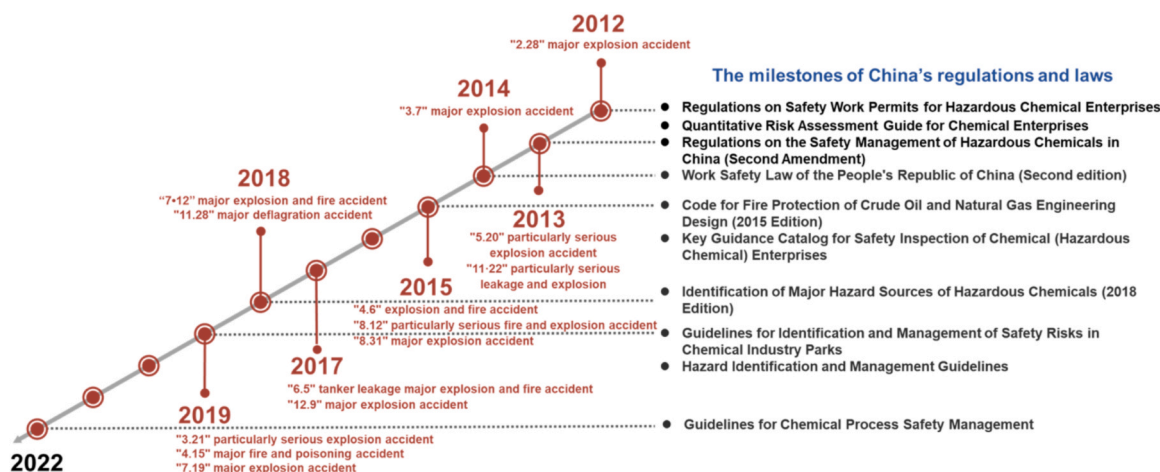 2012
"2.28" major explosion accident
The milestones of China's regulations and laws
2014
"3.7" major explosion accident
2018
"7•12" major explosion and fire accident
"11.28" major deflagration accident
2013
"5.20" particularly serious
explosion accident
"11·22" particularly serious
leakage and explosion
2015
"4.6" explosion and fire accident
"8.12" particularly serious fire and explosion accident
"8.31" major explosion accident
2017
"6.5" tanker leakage major explosion and fire accident
"12.9" major explosion accident
2019
"3.21" particularly serious explosion accident
"4.15" major fire and poisoning accident
"7.19" major explosion accident
2022
● Regulations on Safety Work Permits for Hazardous Chemical Enterprises
● Quantitative Risk Assessment Guide for Chemical Enterprises
● Regulations on the Safety Management of Hazardous Chemicals in
China (Second Amendment)
● Work Safety Law of the People's Republic of China (Second edition)
● Code for Fire Protection of Crude Oil and Natural Gas Engineering
Design (2015 Edition)
● Key Guidance Catalog for Safety Inspection of Chemical (Hazardous
Chemical) Enterprises
● Identification of Major Hazard Sources of Hazardous Chemicals (2018
Edition)
● Guidelines for Identification and Management of Safety Risks in
Chemical Industry Parks
● Hazard Identification and Management Guidelines
● Guidelines for Chemical Process Safety Management